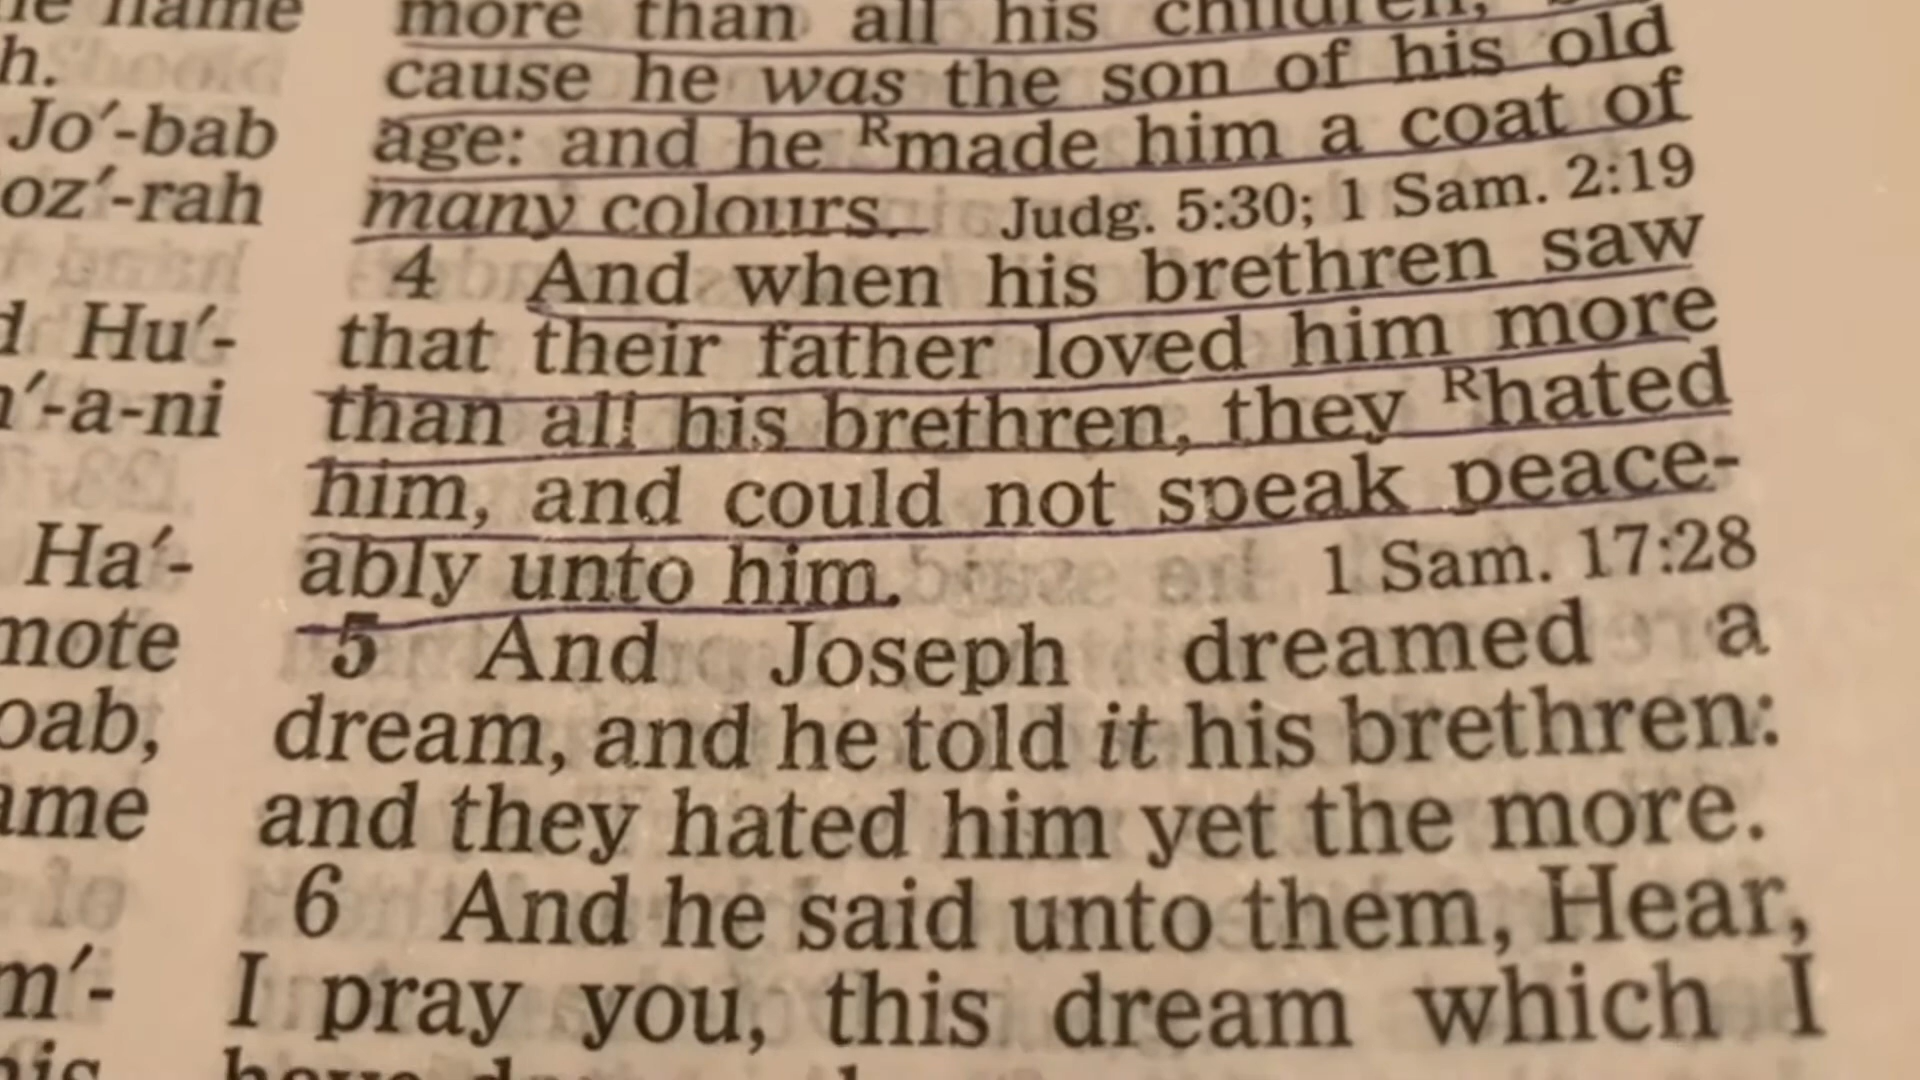 name
h.
Jo′-bab
oz′-rah
Hu′-
′-a-ni
Ha′-
mote
oab,
ame
m′-
more than all his children,
cause he was the son of his old
age: and he ᴿmade him a coat of
many colours. Judg. 5:30; 1 Sam. 2:19
4 And when his brethren saw
that their father loved him more
than all his brethren, they ᴿhated
him, and could not speak peace-
ably unto him. 1 Sam. 17:28
5 And Joseph dreamed a
dream, and he told it his brethren:
and they hated him yet the more.
6 And he said unto them, Hear,
I pray you, this dream which I